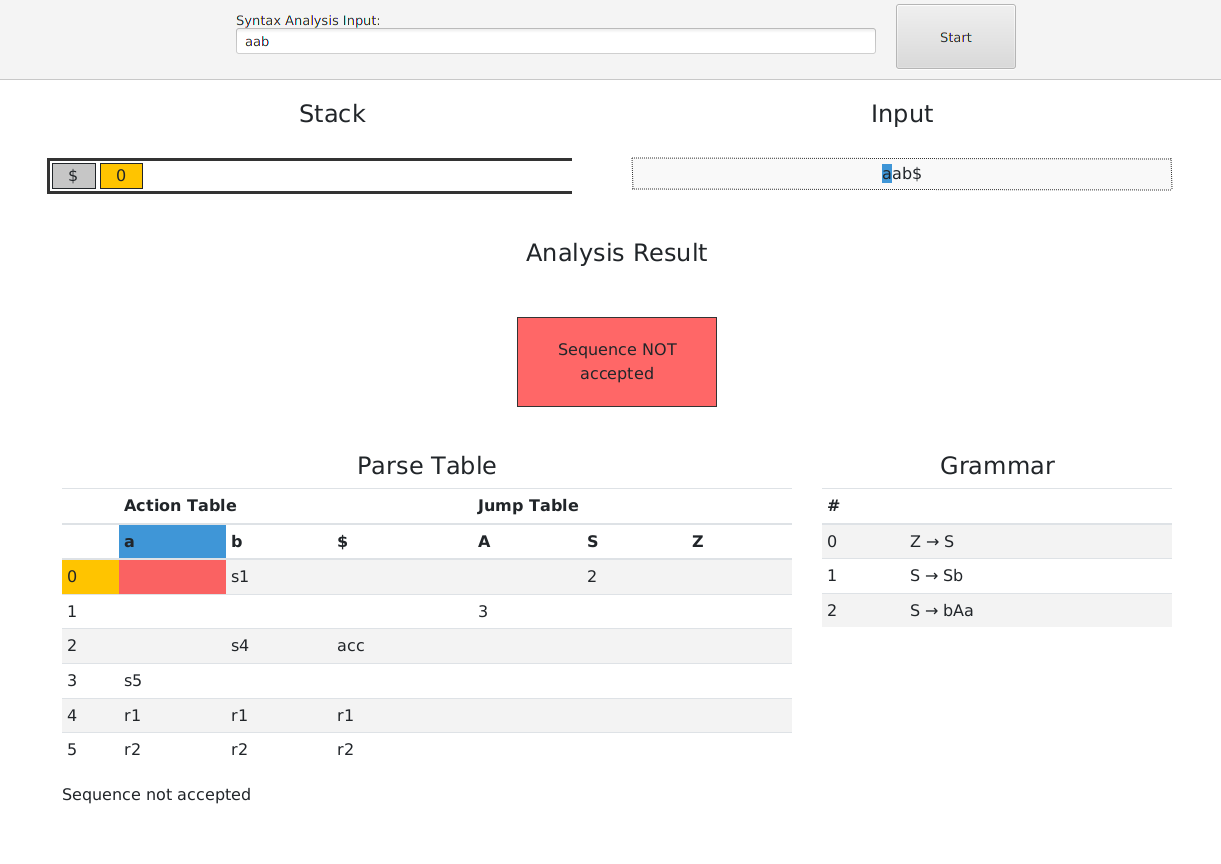 Syntax Analysis Input:
aab
Start
Stack
Input
$ 0
aab$
Analysis Result
Sequence NOT
accepted
Parse Table
Grammar
Action Table Jump Table
#
a b $ A S Z
0 Z → S
0 s1 2
1 S → Sb
1 3
2 S → bAa
2 s4 acc
3 s5
4 r1 r1 r1
5 r2 r2 r2
Sequence not accepted